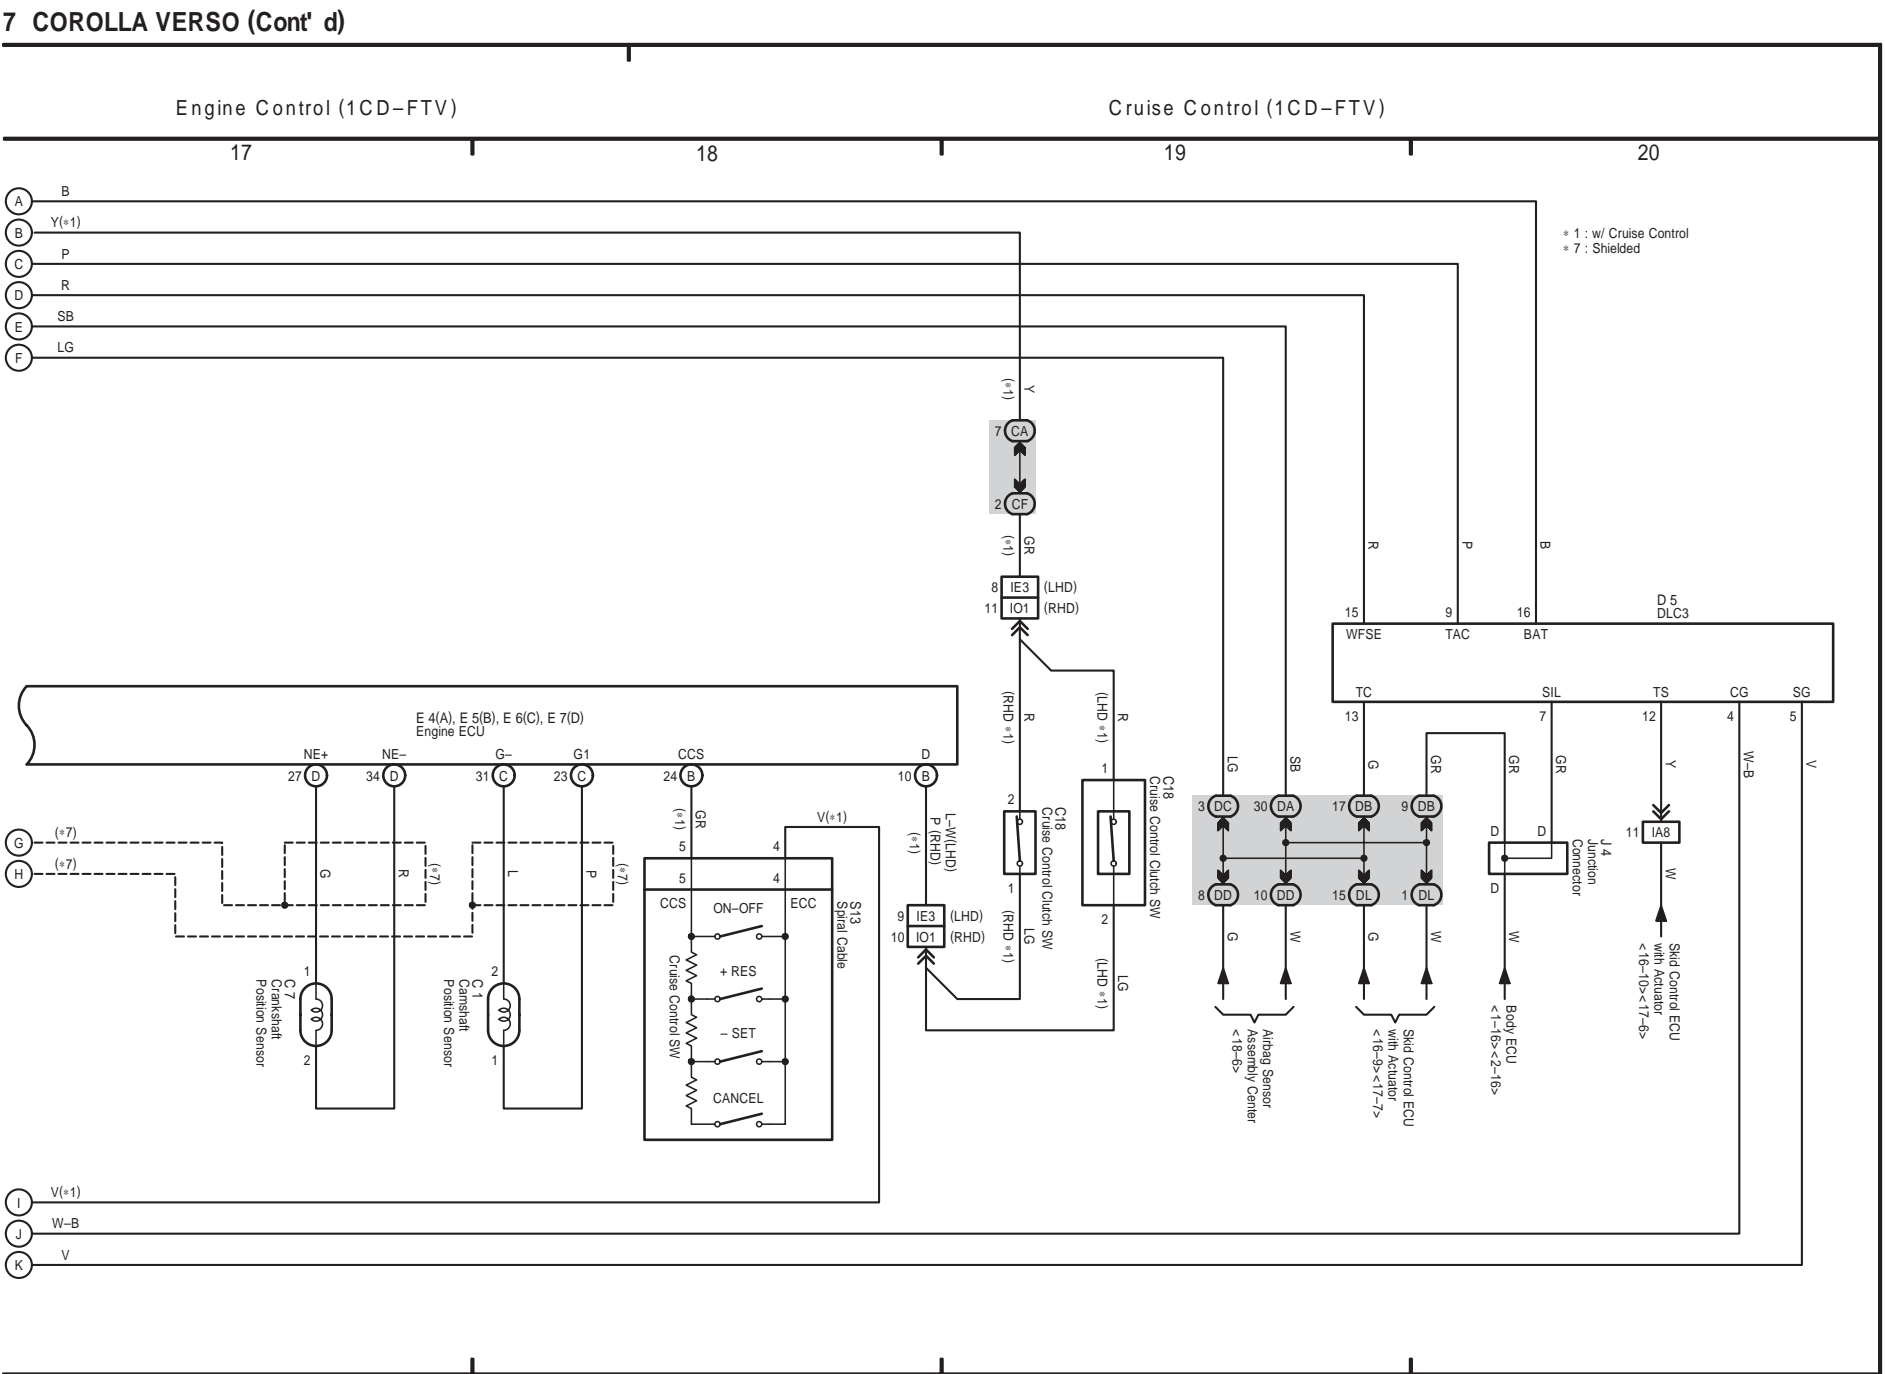 7 COROLLA VERSO (Cont' d)
Engine Control (1CD–FTV)
Cruise Control (1CD–FTV)
17
18
19
20
A
B
B
Y(∗1)
C
P
D
R
E
SB
F
LG
∗ 1 : w/ Cruise Control
∗ 7 : Shielded
Y
(∗1)
7 CA
2 CF
GR
(∗1)
8 IE3 (LHD)
11 IO1 (RHD)
R
P
B
D 5
DLC3
15
9
16
WFSE
TAC
BAT
TC
SIL
TS
CG
SG
13
7
12
4
5
R
(RHD ∗1)
R
(LHD ∗1)
E 4(A), E 5(B), E 6(C), E 7(D)
Engine ECU
NE+
NE–
G–
G1
CCS
D
27 D
34 D
31 C
23 C
24 B
10 B
LG
SB
G
GR
GR
GR
Y
W–B
V
G
(∗7)
H
(∗7)
G
R
(∗7)
L
P
(∗7)
GR
(∗1)
V(∗1)
5
4
5
4
CCS
ON–OFF
ECC
+ RES
– SET
CANCEL
Cruise Control SW
S13
Spiral Cable
L–W(LHD)
P (RHD)
(∗1)
9 IE3 (LHD)
10 IO1 (RHD)
2
C18
Cruise Control Clutch SW
1
LG
(RHD ∗1)
1
C18
Cruise Control Clutch SW
2
LG
(LHD ∗1)
3 DC
30 DA
17 DB
9 DB
8 DD
10 DD
15 DL
1 DL
G
W
G
W
D
D
D
J 4
Junction
Connector
W
11 IA8
W
Skid Control ECU
with Actuator
<16–10><17–6>
Airbag Sensor
Assembly Center
<18–6>
Skid Control ECU
with Actuator
<16–9><17–7>
Body ECU
<1–16><2–16>
1
C 7
Crankshaft
Position Sensor
2
2
C 1
Camshaft
Position Sensor
1
I
V(∗1)
J
W–B
K
V